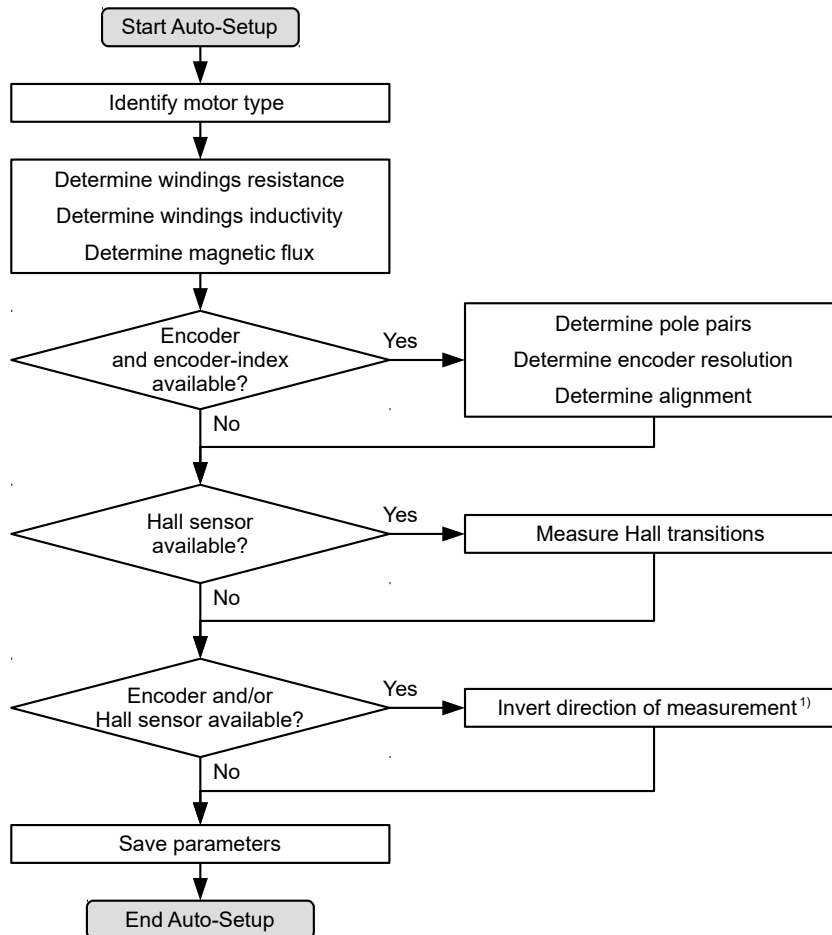 Start Auto-Setup
Identify motor type
Determine windings resistance
Determine windings inductivity
Determine magnetic flux
Encoder
and encoder-index
available?
Yes
Determine pole pairs
Determine encoder resolution
Determine alignment
No
Hall sensor
available?
Yes
Measure Hall transitions
No
Encoder and/or
Hall sensor available?
Yes
Invert direction of measurement 1)
No
Save parameters
End Auto-Setup